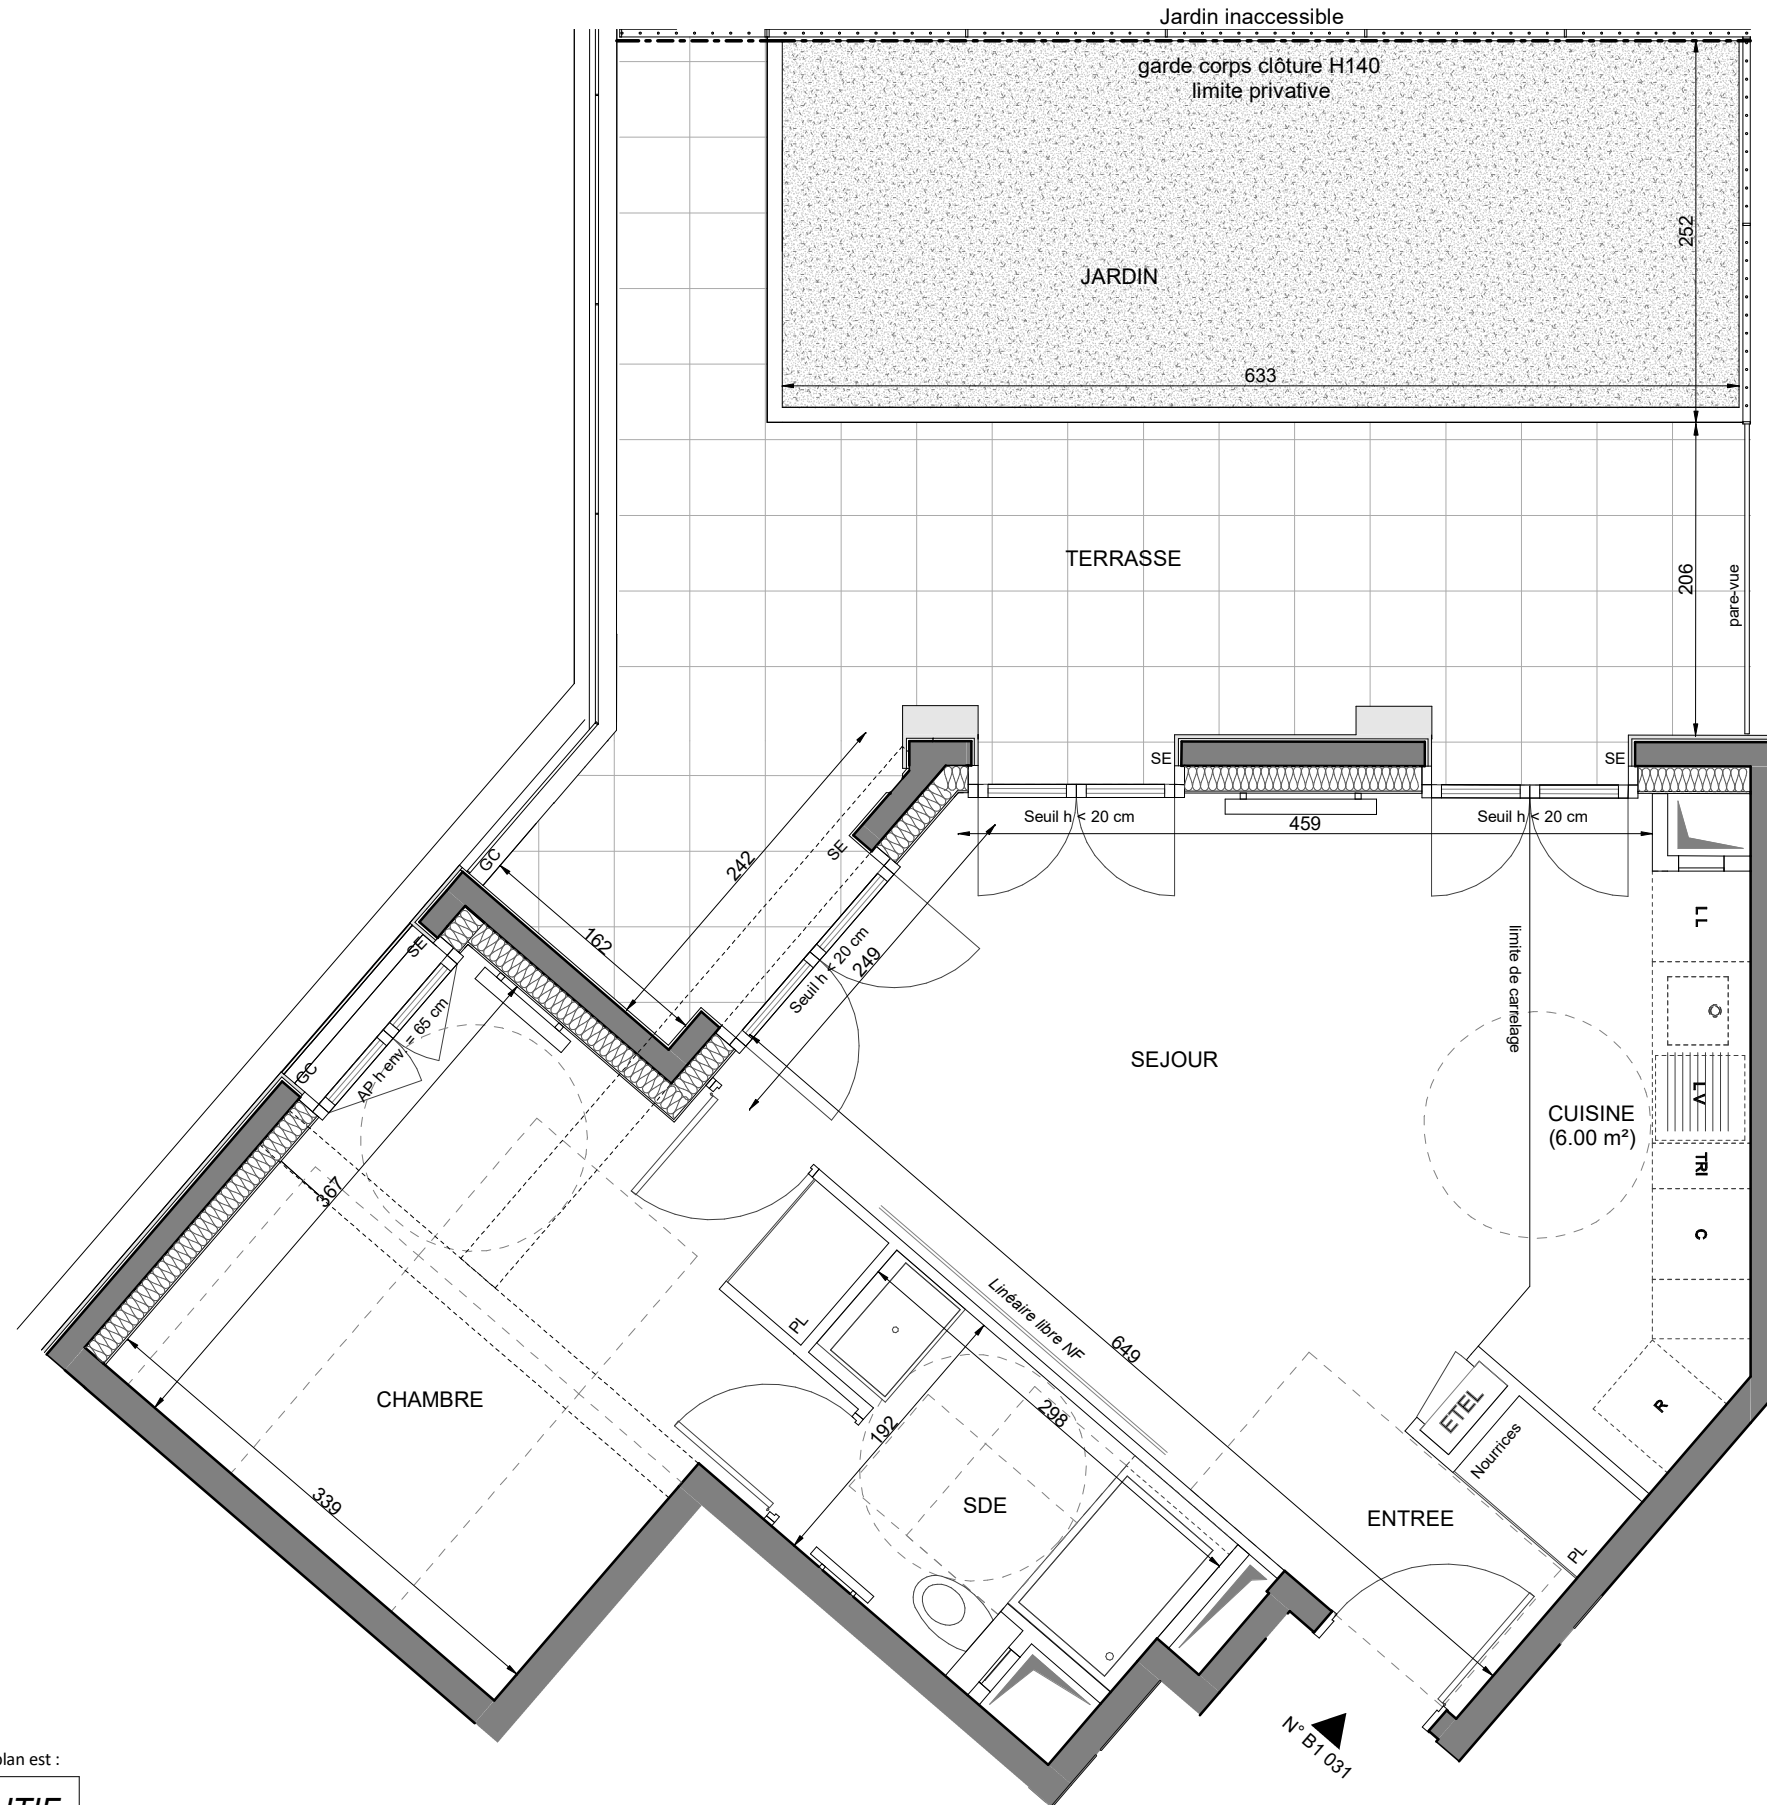 Jardin inaccessible
garde corps clôture H140
limite privative
252
JARDIN
633
TERRASSE
206
pare-vue
SE
SE
Seuil h < 20 cm
459
Seuil h < 20 cm
GC
242
SE
162
SE
Seuil h < 20 cm
249
limite de carrelage
LL
AP h env. = 65 cm
GC
SEJOUR
CUISINE
(6.00 m²)
LV
TRI
C
367
Linéaire libre NF
649
PL
CHAMBRE
192
298
ETEL
R
Nourrices
339
SDE
ENTREE
PL
N° B1 031
plan est :